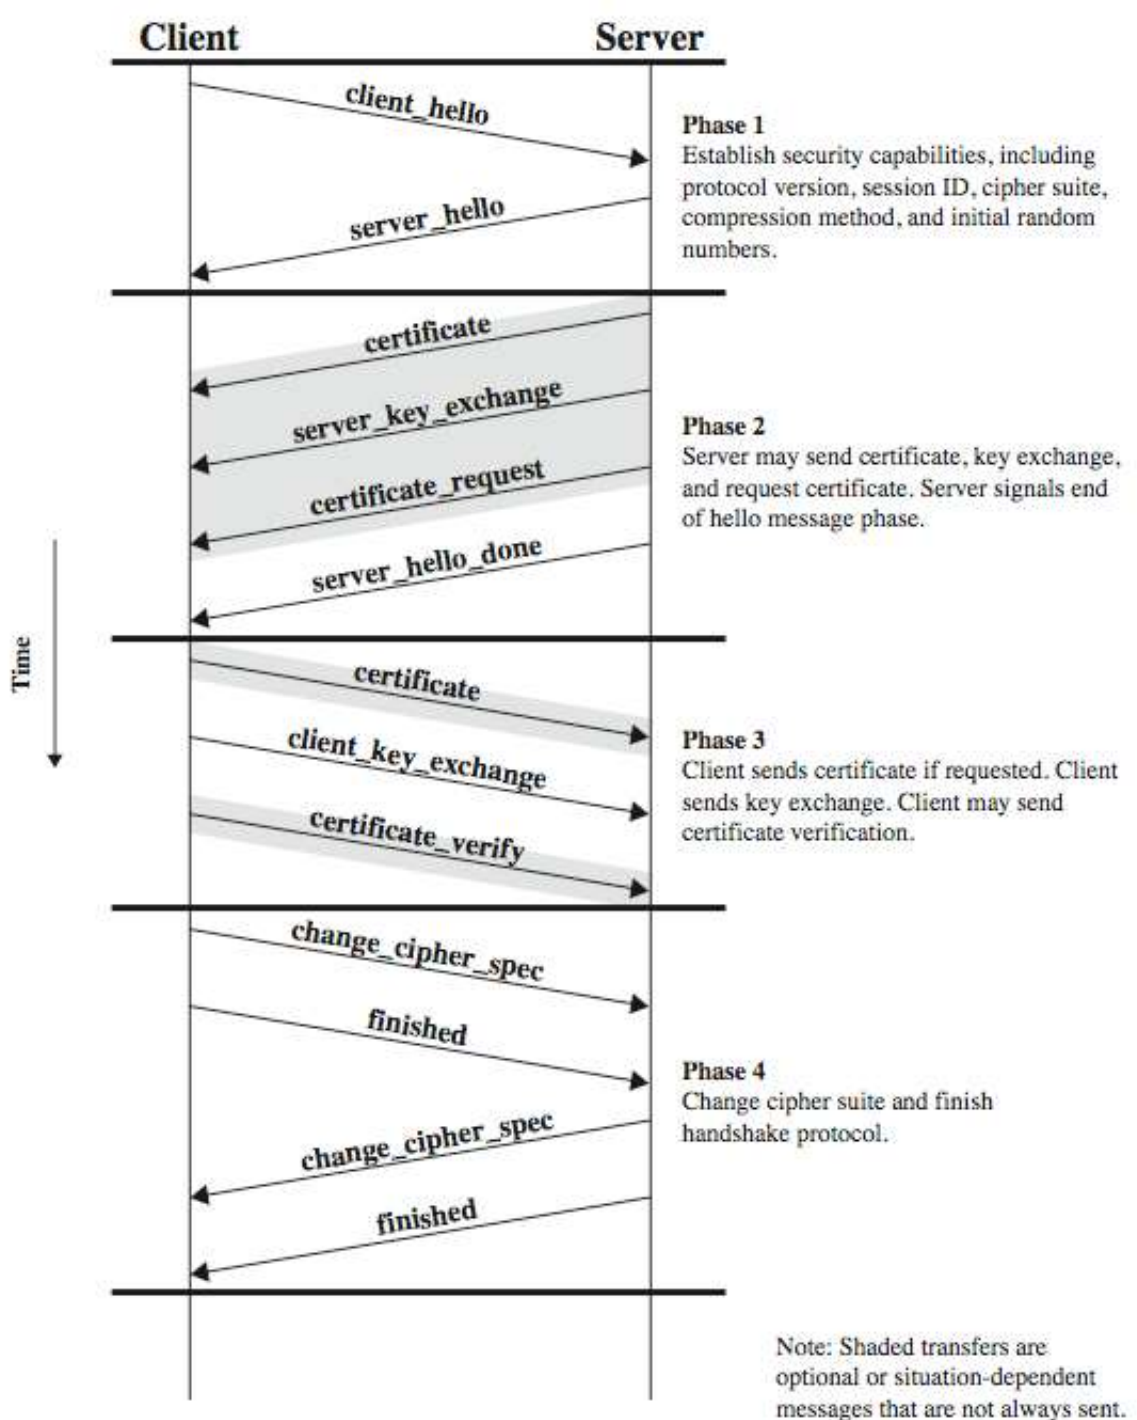 Client
Server
client_hello
server_hello
Phase 1
Establish security capabilities, including
protocol version, session ID, cipher suite,
compression method, and initial random
numbers.
certificate
server_key_exchange
certificate_request
server_hello_done
Phase 2
Server may send certificate, key exchange,
and request certificate. Server signals end
of hello message phase.
Time
certificate
client_key_exchange
certificate_verify
Phase 3
Client sends certificate if requested. Client
sends key exchange. Client may send
certificate verification.
change_cipher_spec
finished
change_cipher_spec
finished
Phase 4
Change cipher suite and finish
handshake protocol.
Note: Shaded transfers are
optional or situation-dependent
messages that are not always sent.